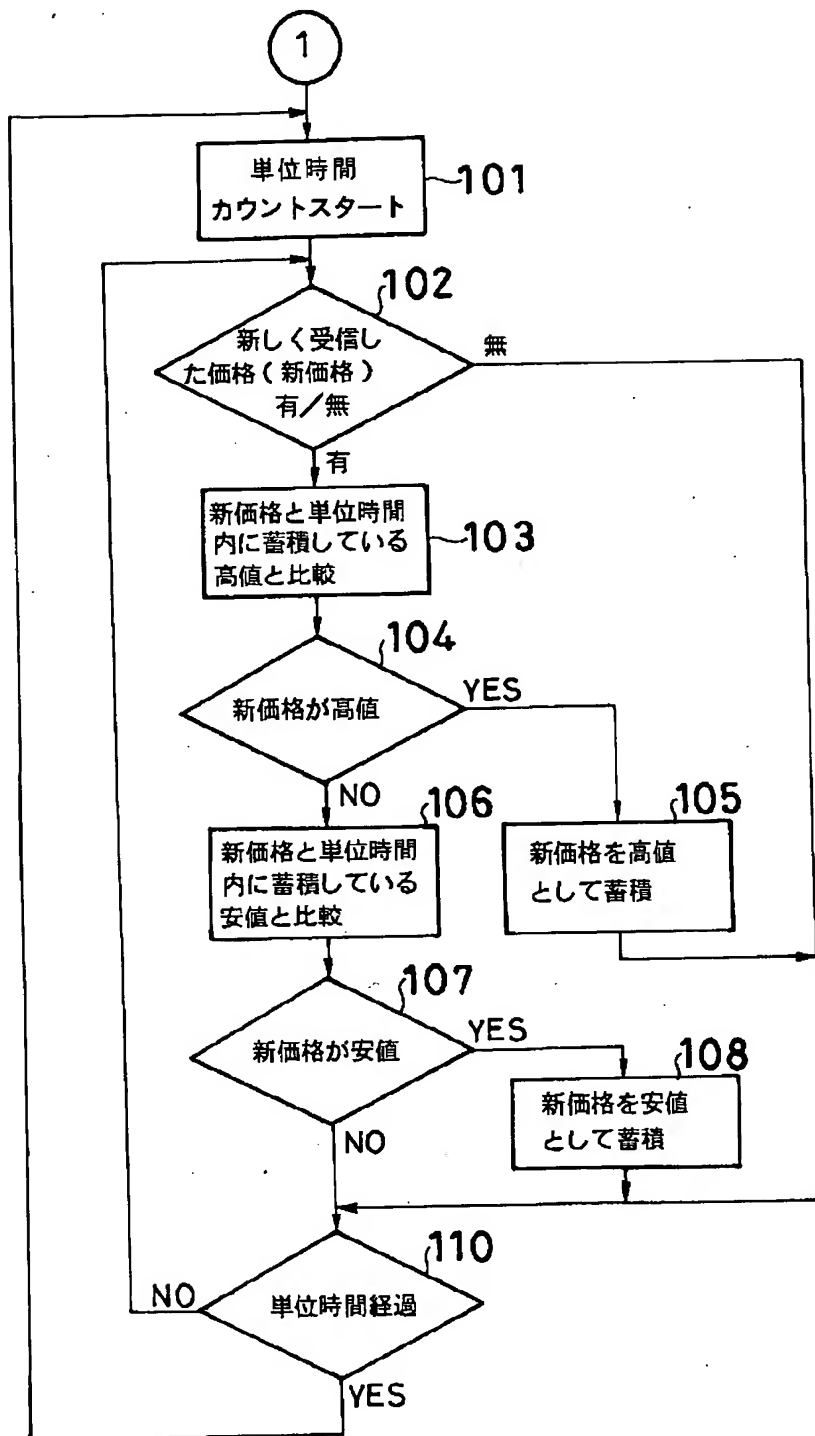 1
単位時間
カウントスタート
101
102
新しく受信し
た価格(新価格)
有/無
無
有
新価格と単位時間
内に蓄積している
高値と比較
103
104
新価格が高値
YES
NO
106
新価格と単位時間
内に蓄積している
安値と比較
105
新価格を高値
として蓄積
107
新価格が安値
YES
108
新価格を安値
として蓄積
NO
110
単位時間経過
NO
YES